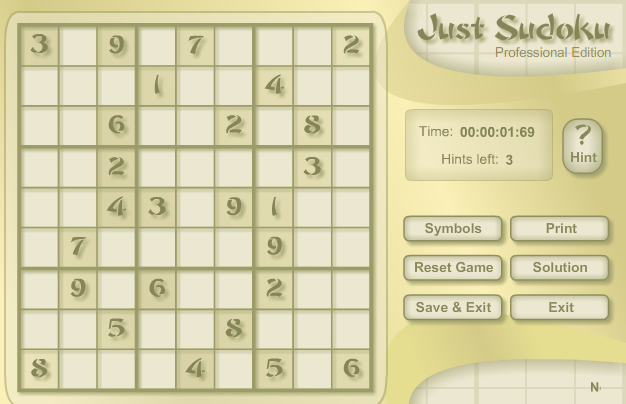 Just Sudoku
Professional Edition
3 9 7 2
1 4
6 2 8
2 3
4 3 9 1
7 9
9 6 2
5 8
8 4 5 6
Time: 00:00:01:69
Hints left: 3
?
Hint
Symbols Print
Reset Game Solution
Save & Exit Exit